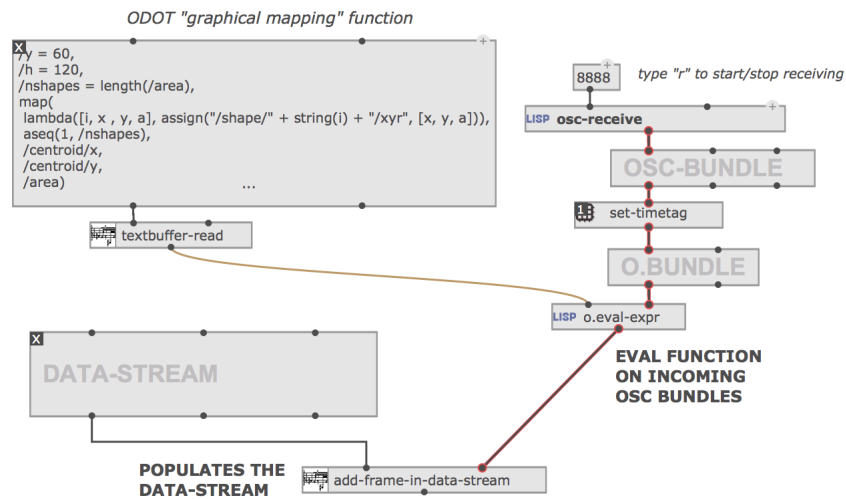 ODOT "graphical mapping" function
X
/y = 60,
/h = 120,
/nshapes = length(/area),
map(
lambda([i, x , y, a], assign("/shape/" + string(i) + "/xyr", [x, y, a])),
aseq(1, /nshapes),
/centroid/x,
/centroid/y,
/area)
...
textbuffer-read
8888
type "r" to start/stop receiving
LISP osc-receive
OSC-BUNDLE
1 set-timetag
O.BUNDLE
LISP o.eval-expr
EVAL FUNCTION
ON INCOMING
OSC BUNDLES
X
DATA-STREAM
POPULATES THE
DATA-STREAM
add-frame-in-data-stream